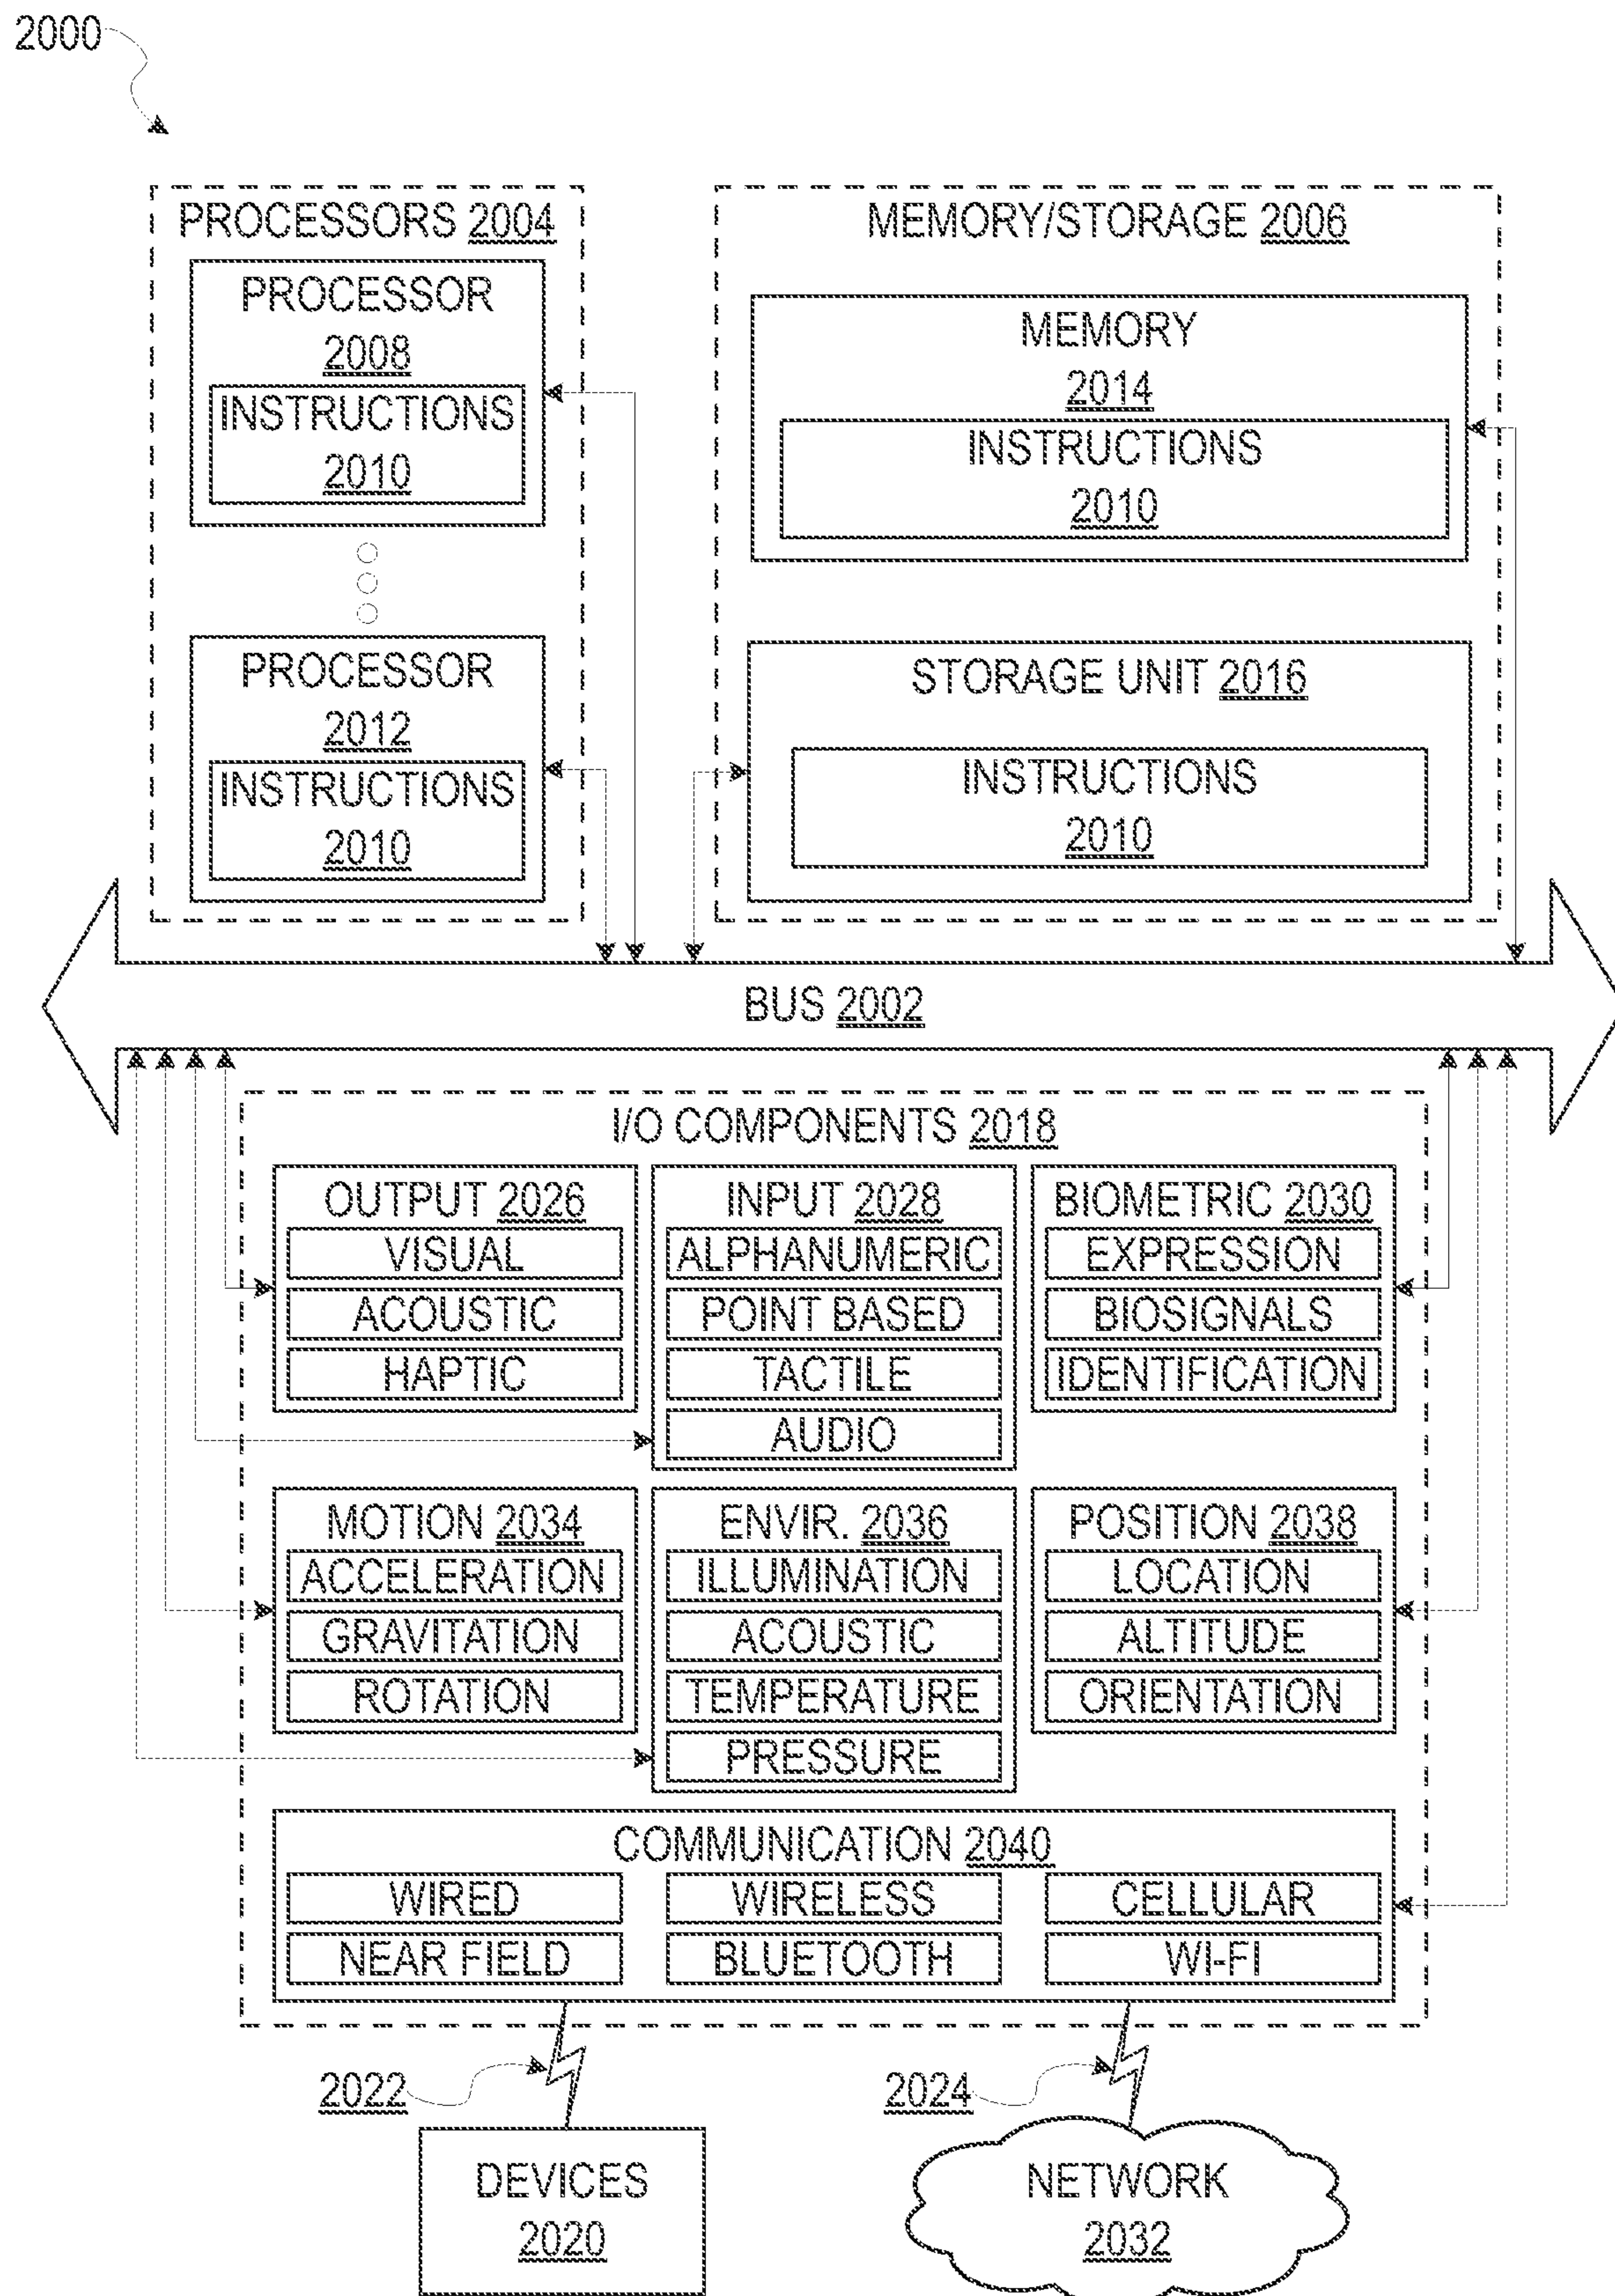 2000
PROCESSORS 2004
PROCESSOR
2008
INSTRUCTIONS
2010
PROCESSOR
2012
INSTRUCTIONS
2010
MEMORY/STORAGE 2006
MEMORY
2014
INSTRUCTIONS
2010
STORAGE UNIT 2016
INSTRUCTIONS
2010
BUS 2002
I/O COMPONENTS 2018
OUTPUT 2026
VISUAL
ACOUSTIC
HAPTIC
INPUT 2028
ALPHANUMERIC
POINT BASED
TACTILE
AUDIO
BIOMETRIC 2030
EXPRESSION
BIOSIGNALS
IDENTIFICATION
MOTION 2034
ACCELERATION
GRAVITATION
ROTATION
ENVIR. 2036
ILLUMINATION
ACOUSTIC
TEMPERATURE
PRESSURE
POSITION 2038
LOCATION
ALTITUDE
ORIENTATION
COMMUNICATION 2040
WIRED
WIRELESS
CELLULAR
NEAR FIELD
BLUETOOTH
WI-FI
2022
2024
DEVICES
2020
NETWORK
2032